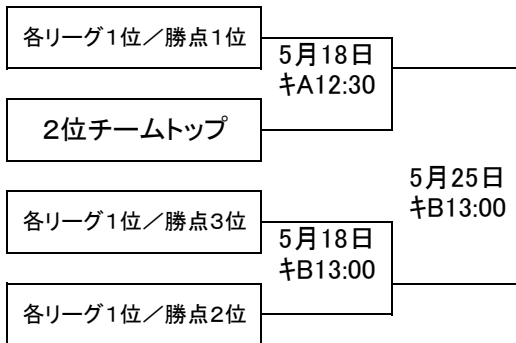 各リーグ１位／勝点１位
5月18日
ｷA12:30
２位チームトップ
5月25日
ｷB13:00
各リーグ１位／勝点３位
5月18日
ｷB13:00
各リーグ１位／勝点２位